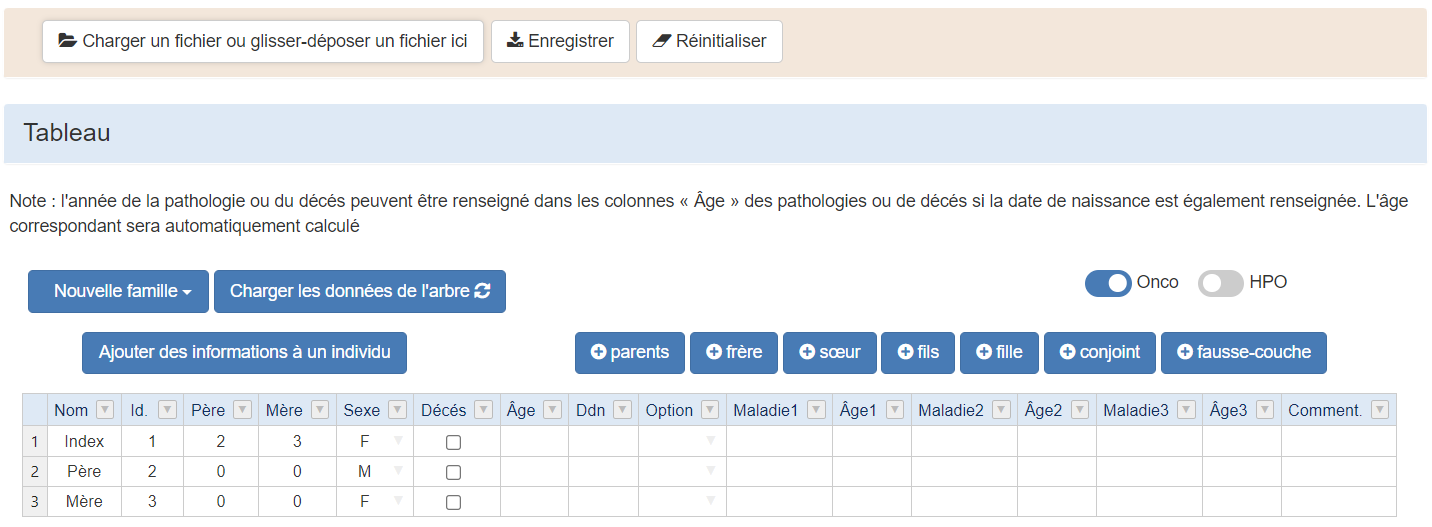 Charger un fichier ou glisser-déposer un fichier ici Enregistrer Réinitialiser
Tableau
Note : l'année de la pathologie ou du décés peuvent être renseigné dans les colonnes « Âge » des pathologies ou de décés si la date de naissance est également renseignée. L'âge
correspondant sera automatiquement calculé
Nouvelle famille Charger les données de l'arbre Onco HPO
Ajouter des informations à un individu parents frère sœur fils fille conjoint fausse-couche
Nom Id. Père Mère Sexe Décés Âge Ddn Option Maladie1 Âge1 Maladie2 Âge2 Maladie3 Âge3 Comment.
1 Index 1 2 3 F
2 Père 2 0 0 M
3 Mère 3 0 0 F